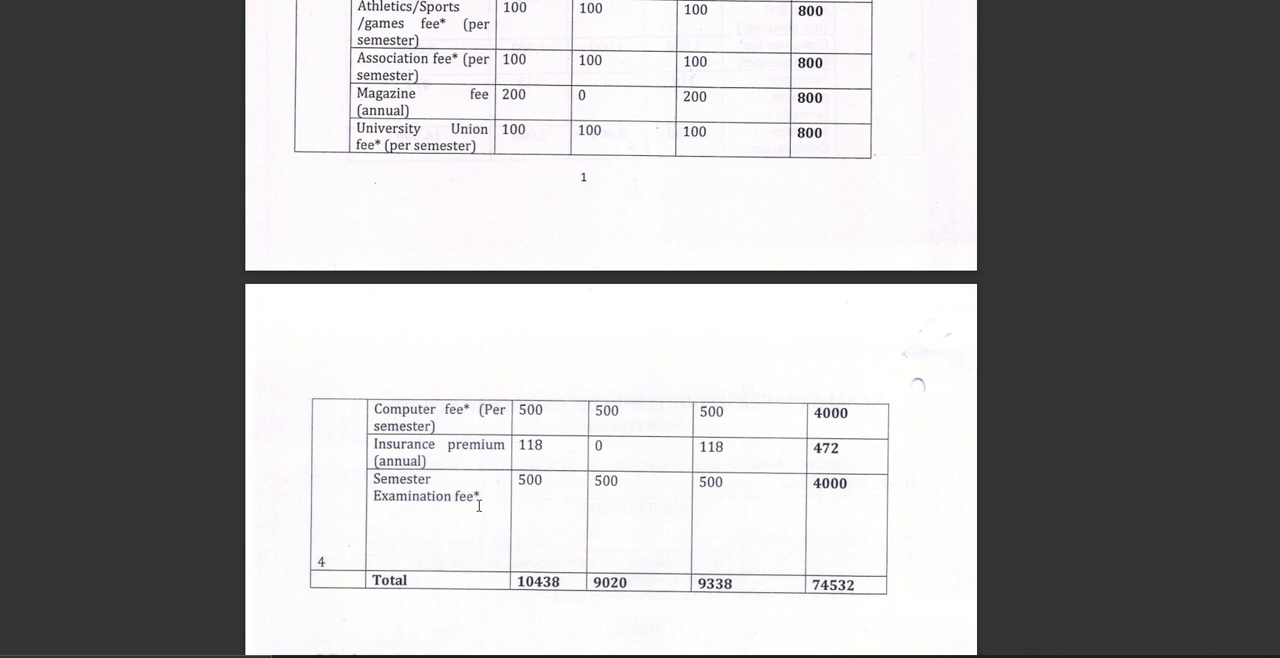 Athletics/Sports 100 100 100 800
/games fee* (per
semester)
Association fee* (per 100 100 100 800
semester)
Magazine fee 200 0 200 800
(annual)
University Union 100 100 100 800
fee* (per semester)
1
Computer fee* (Per 500 500 500 4000
semester)
Insurance premium 118 0 118 472
(annual)
Semester 500 500 500 4000
Examination fee*
4
Total 10438 9020 9338 74532